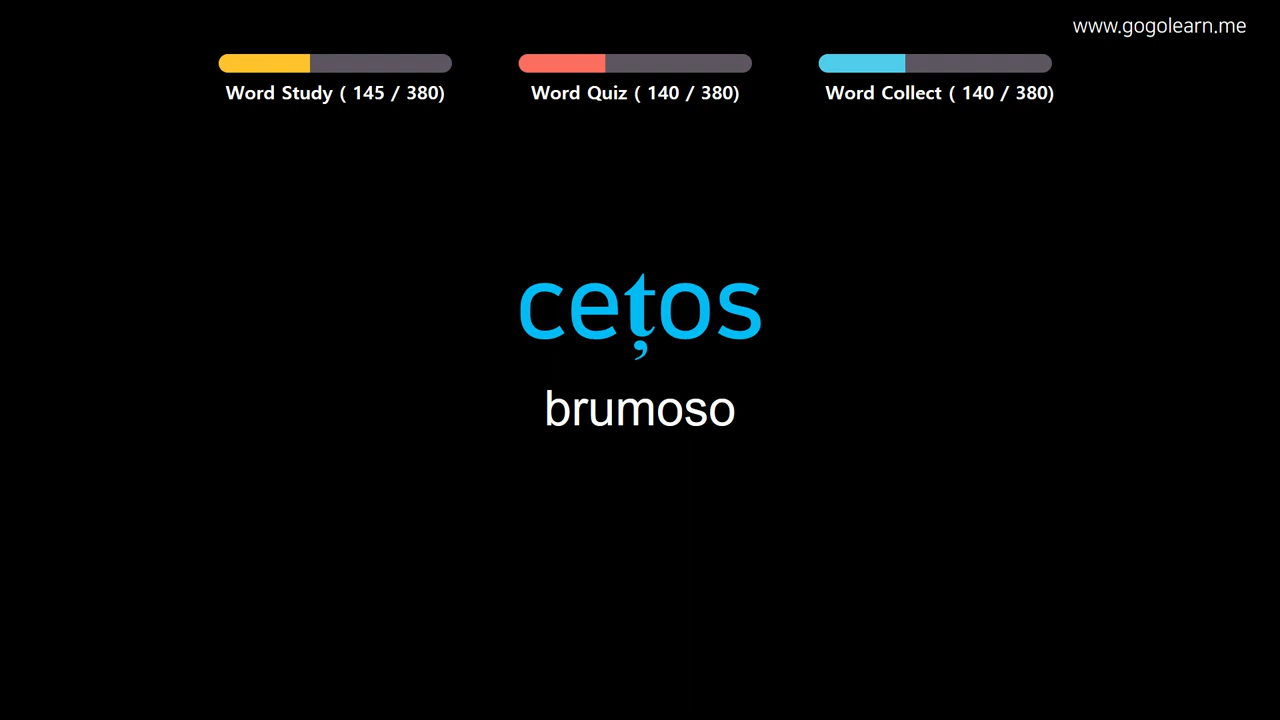 www.gogolearn.me
Word Study ( 145 / 380)
Word Quiz ( 140 / 380)
Word Collect ( 140 / 380)
cețos
brumoso